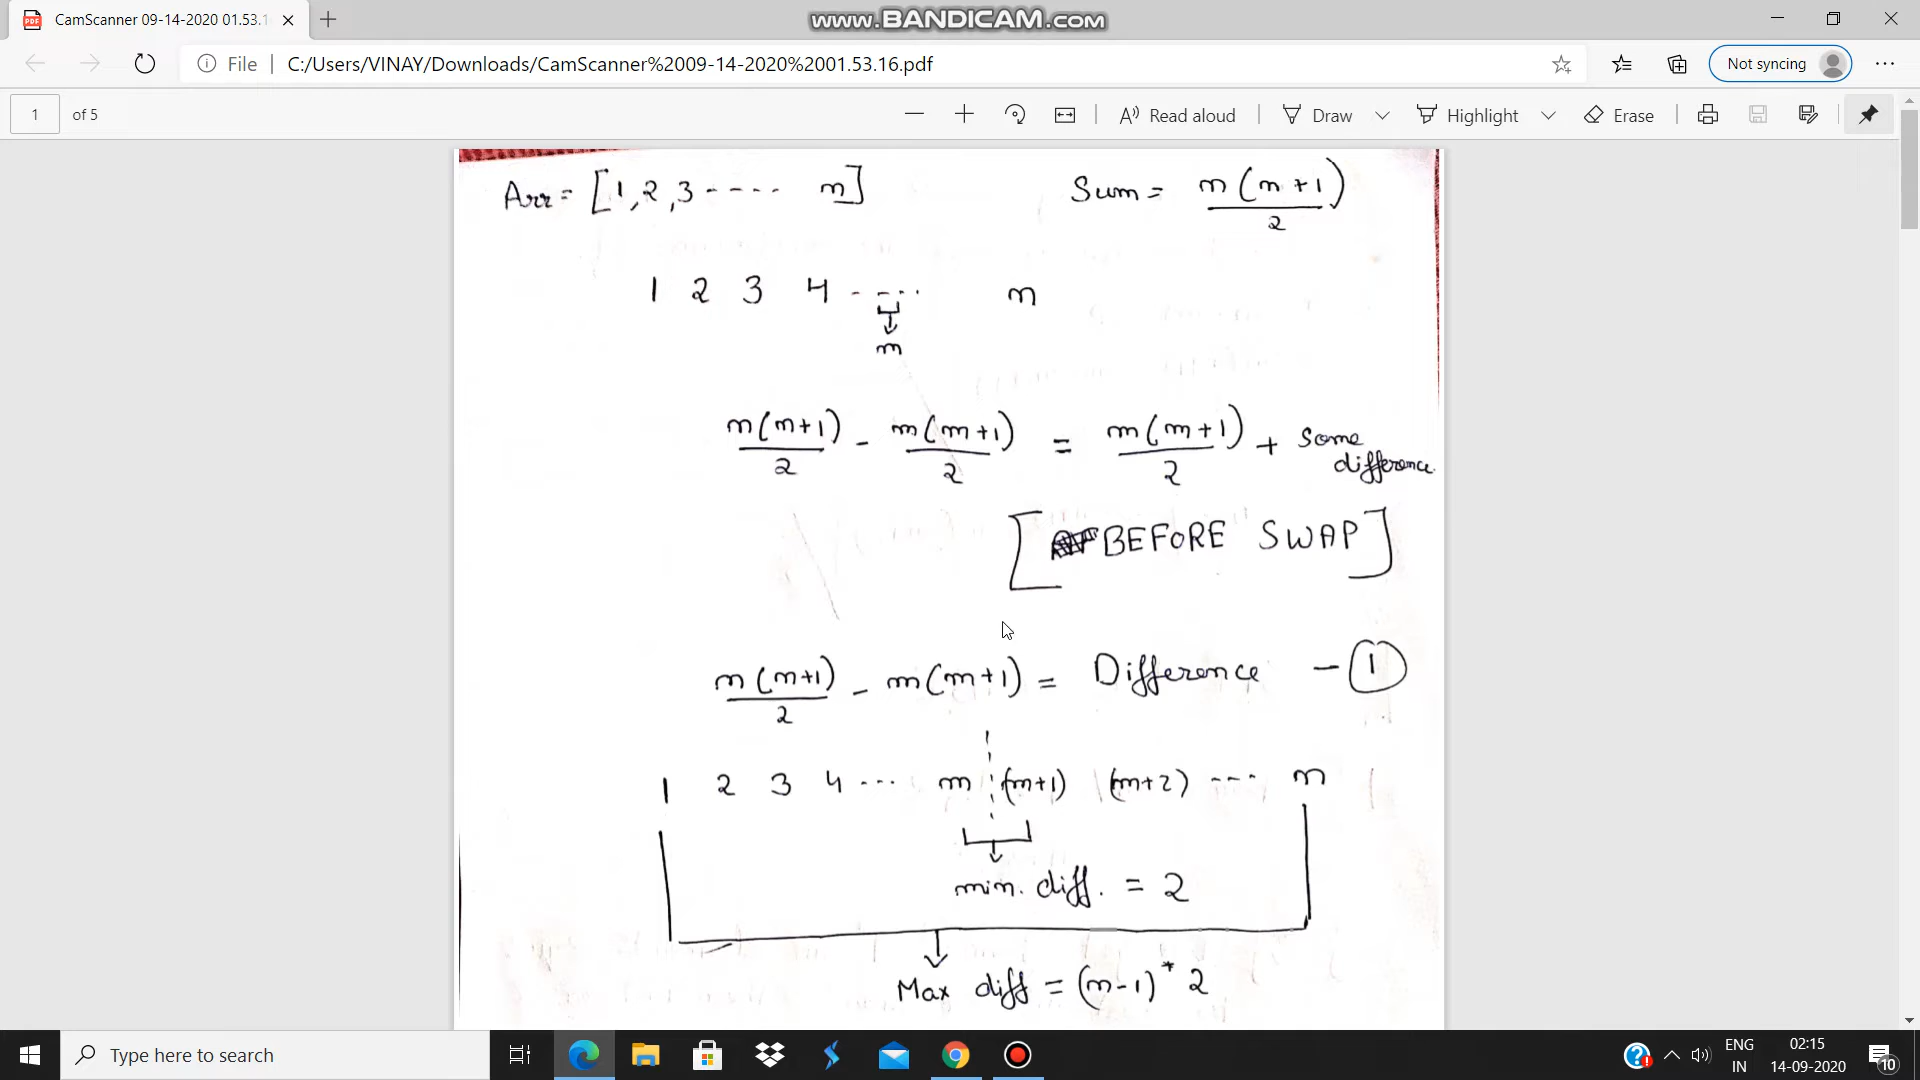 CamScanner 09-14-2020 01.53.1
www.BANDICAM.com
File
C:/Users/VINAY/Downloads/CamScanner%2009-14-2020%2001.53.16.pdf
Not syncing
1 of 5
Read aloud
Draw
Highlight
Erase
Arr = [1, 2, 3 ---- n]
Sum = n(n+1)/2
1 2 3 4 ----- n
m
n(n+1)/2 - m(m+1)/2 = m(m+1)/2 + some difference.
[BEFORE SWAP]
n(n+1)/2 - m(m+1) = Difference - ①
1 2 3 4 ... m (m+1) (m+2) ---- n
min. diff. = 2
Max diff = (n-1) * 2
Type here to search
ENG
IN
02:15
14-09-2020
10